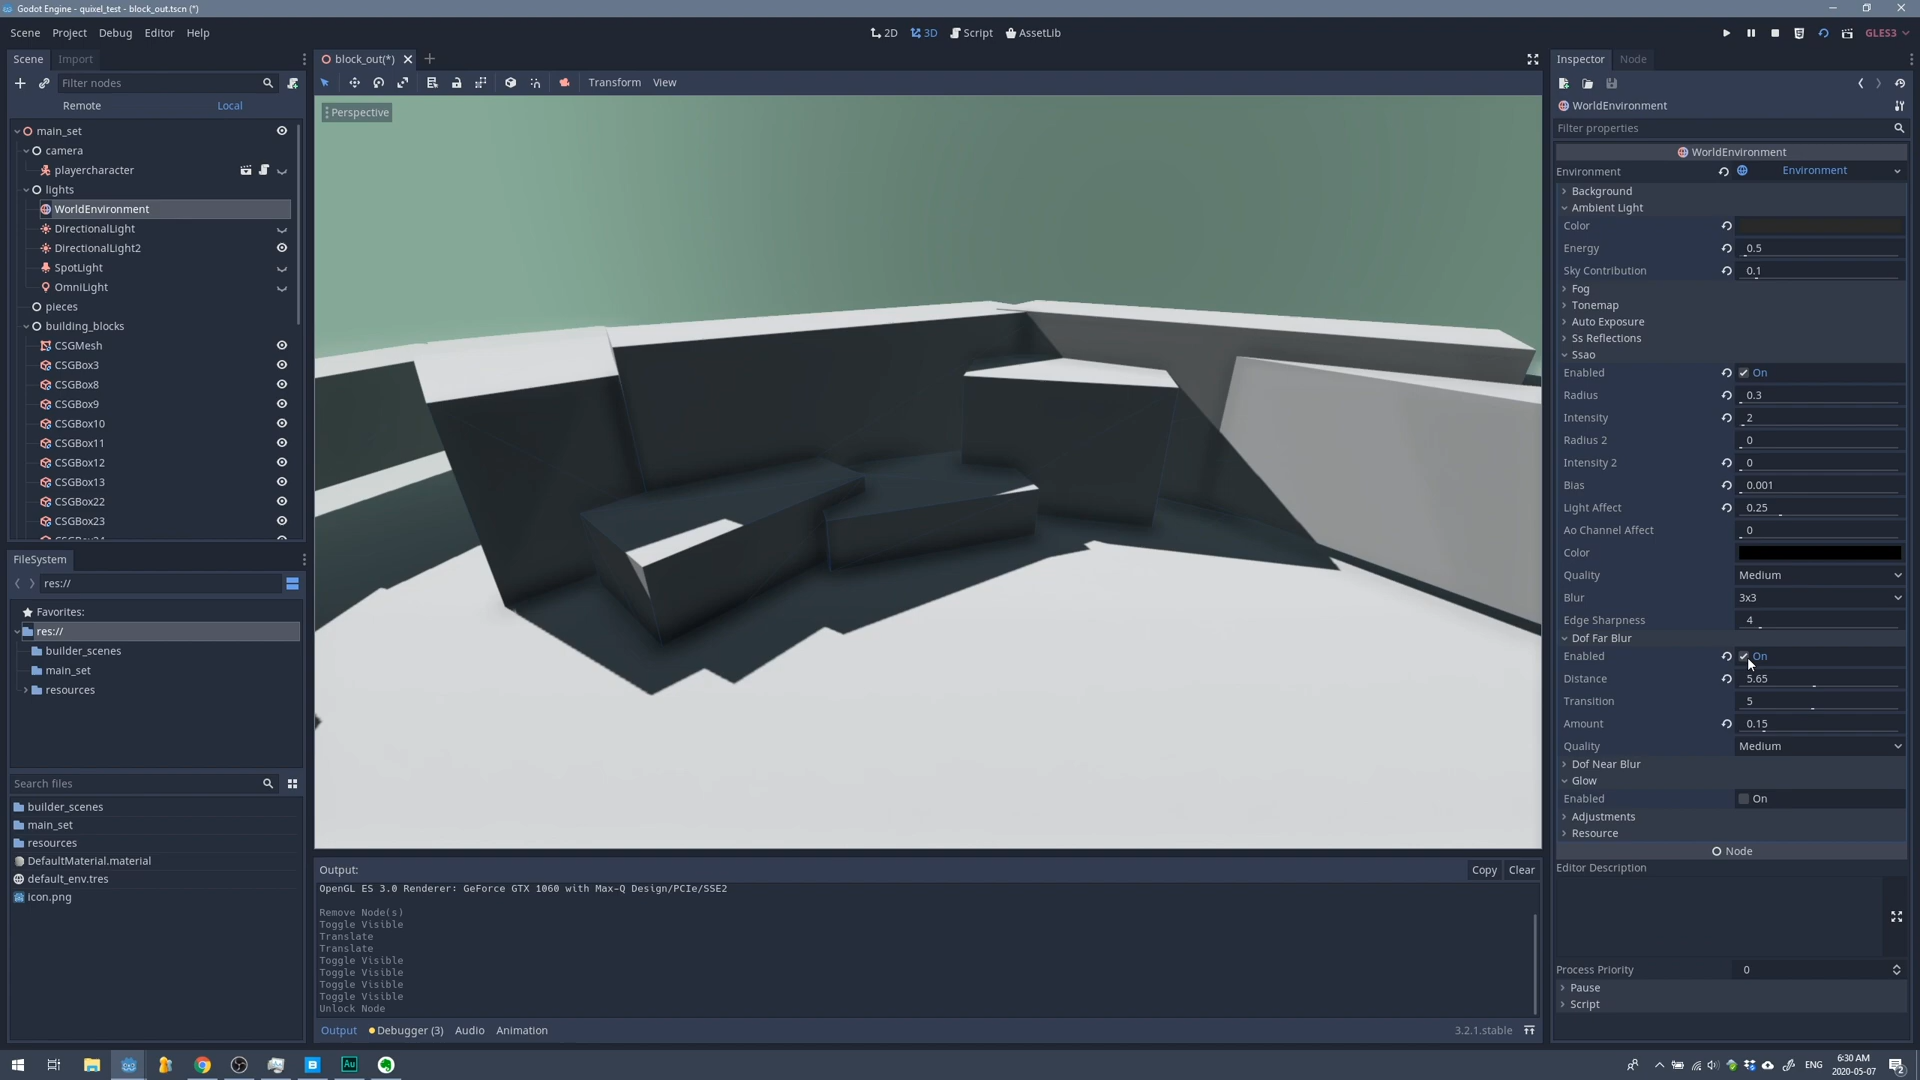 Godot Engine - quixel_test - block_out.tscn (*)
Scene Project Debug Editor Help
2D 3D Script AssetLib
GLES3
Scene Import
Filter nodes
Remote Local
main_set
camera
playercharacter
lights
WorldEnvironment
DirectionalLight
DirectionalLight2
SpotLight
OmniLight
pieces
building_blocks
CSGMesh
CSGBox3
CSGBox8
CSGBox9
CSGBox10
CSGBox11
CSGBox12
CSGBox13
CSGBox22
CSGBox23
FileSystem
res://
Favorites:
res://
builder_scenes
main_set
resources
Search files
builder_scenes
main_set
resources
DefaultMaterial.material
default_env.tres
icon.png
block_out(*)
Transform View
Perspective
Output:
Copy Clear
OpenGL ES 3.0 Renderer: GeForce GTX 1060 with Max-Q Design/PCIe/SSE2
Remove Node(s)
Toggle Visible
Translate
Translate
Toggle Visible
Toggle Visible
Toggle Visible
Toggle Visible
Unlock Node
Output Debugger (3) Audio Animation
3.2.1.stable
Inspector Node
WorldEnvironment
Filter properties
WorldEnvironment
Environment Environment
Background
Ambient Light
Color
Energy 0.5
Sky Contribution 0.1
Fog
Tonemap
Auto Exposure
Ss Reflections
Ssao
Enabled On
Radius 0.3
Intensity 2
Radius 2 0
Intensity 2 0
Bias 0.001
Light Affect 0.25
Ao Channel Affect 0
Color
Quality Medium
Blur 3x3
Edge Sharpness 4
Dof Far Blur
Enabled On
Distance 5.65
Transition 5
Amount 0.15
Quality Medium
Dof Near Blur
Glow
Enabled On
Adjustments
Resource
Node
Editor Description
Process Priority 0
Pause
Script
Au
ENG
6:30 AM
2020-05-07
2